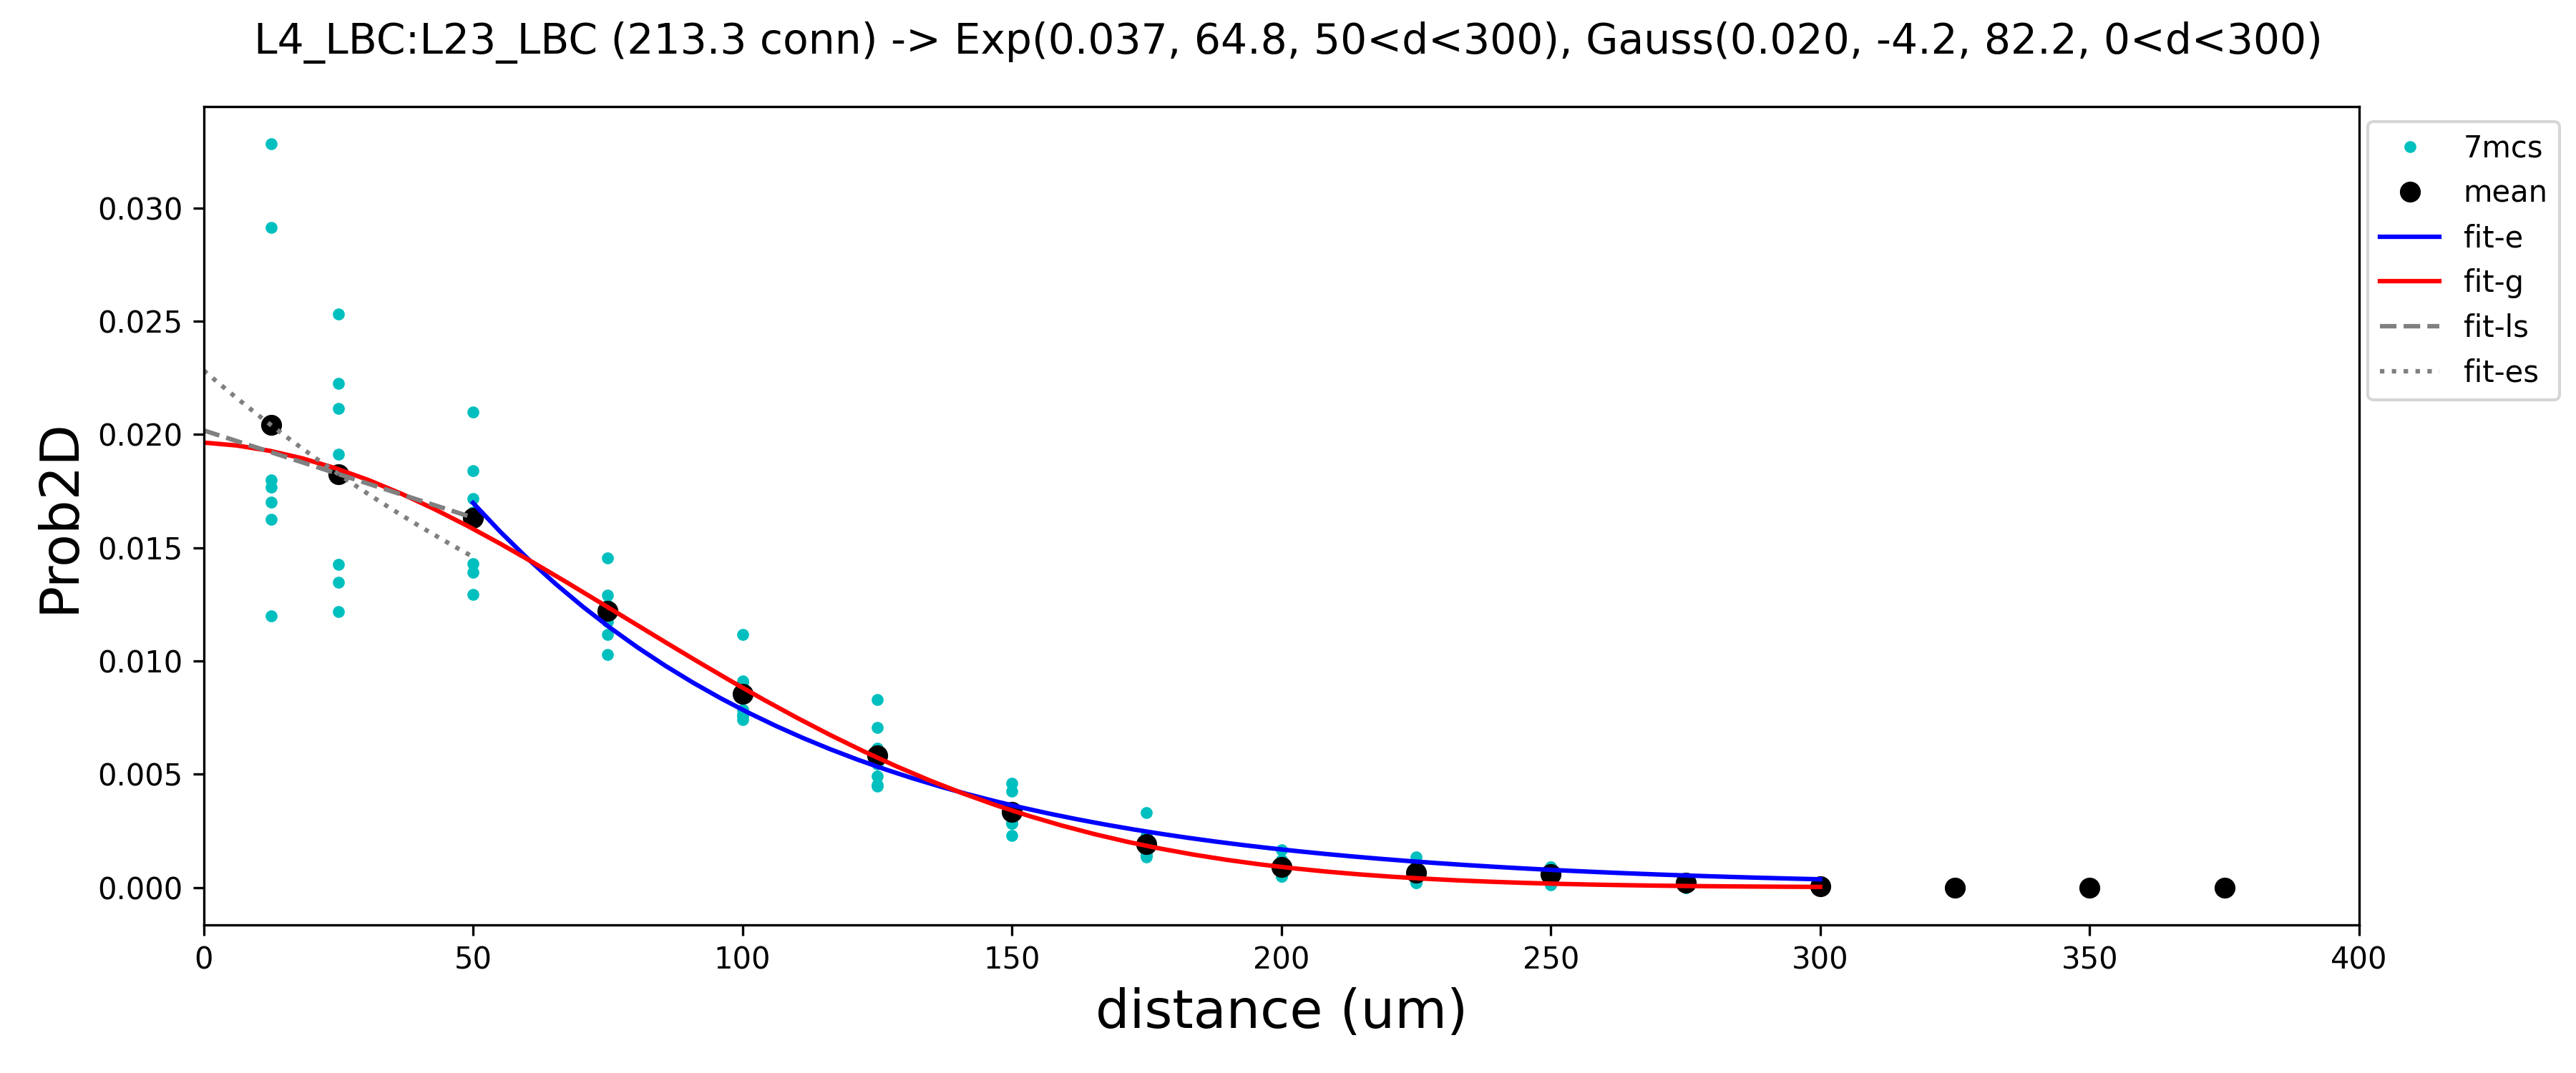 L4_LBC:L23_LBC (213.3 conn) -> Exp(0.037, 64.8, 50<d<300), Gauss(0.020, -4.2, 82.2, 0<d<300)
7mcs
mean
fit-e
fit-g
fit-ls
fit-es
Prob2D
0.030
0.025
0.020
0.015
0.010
0.005
0.000
0 50 100 150 200 250 300 350 400
distance (um)